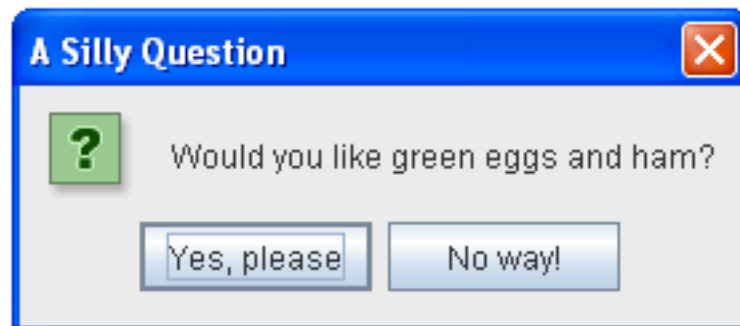 A Silly Question
?
Would you like green eggs and ham?
Yes, please
No way!